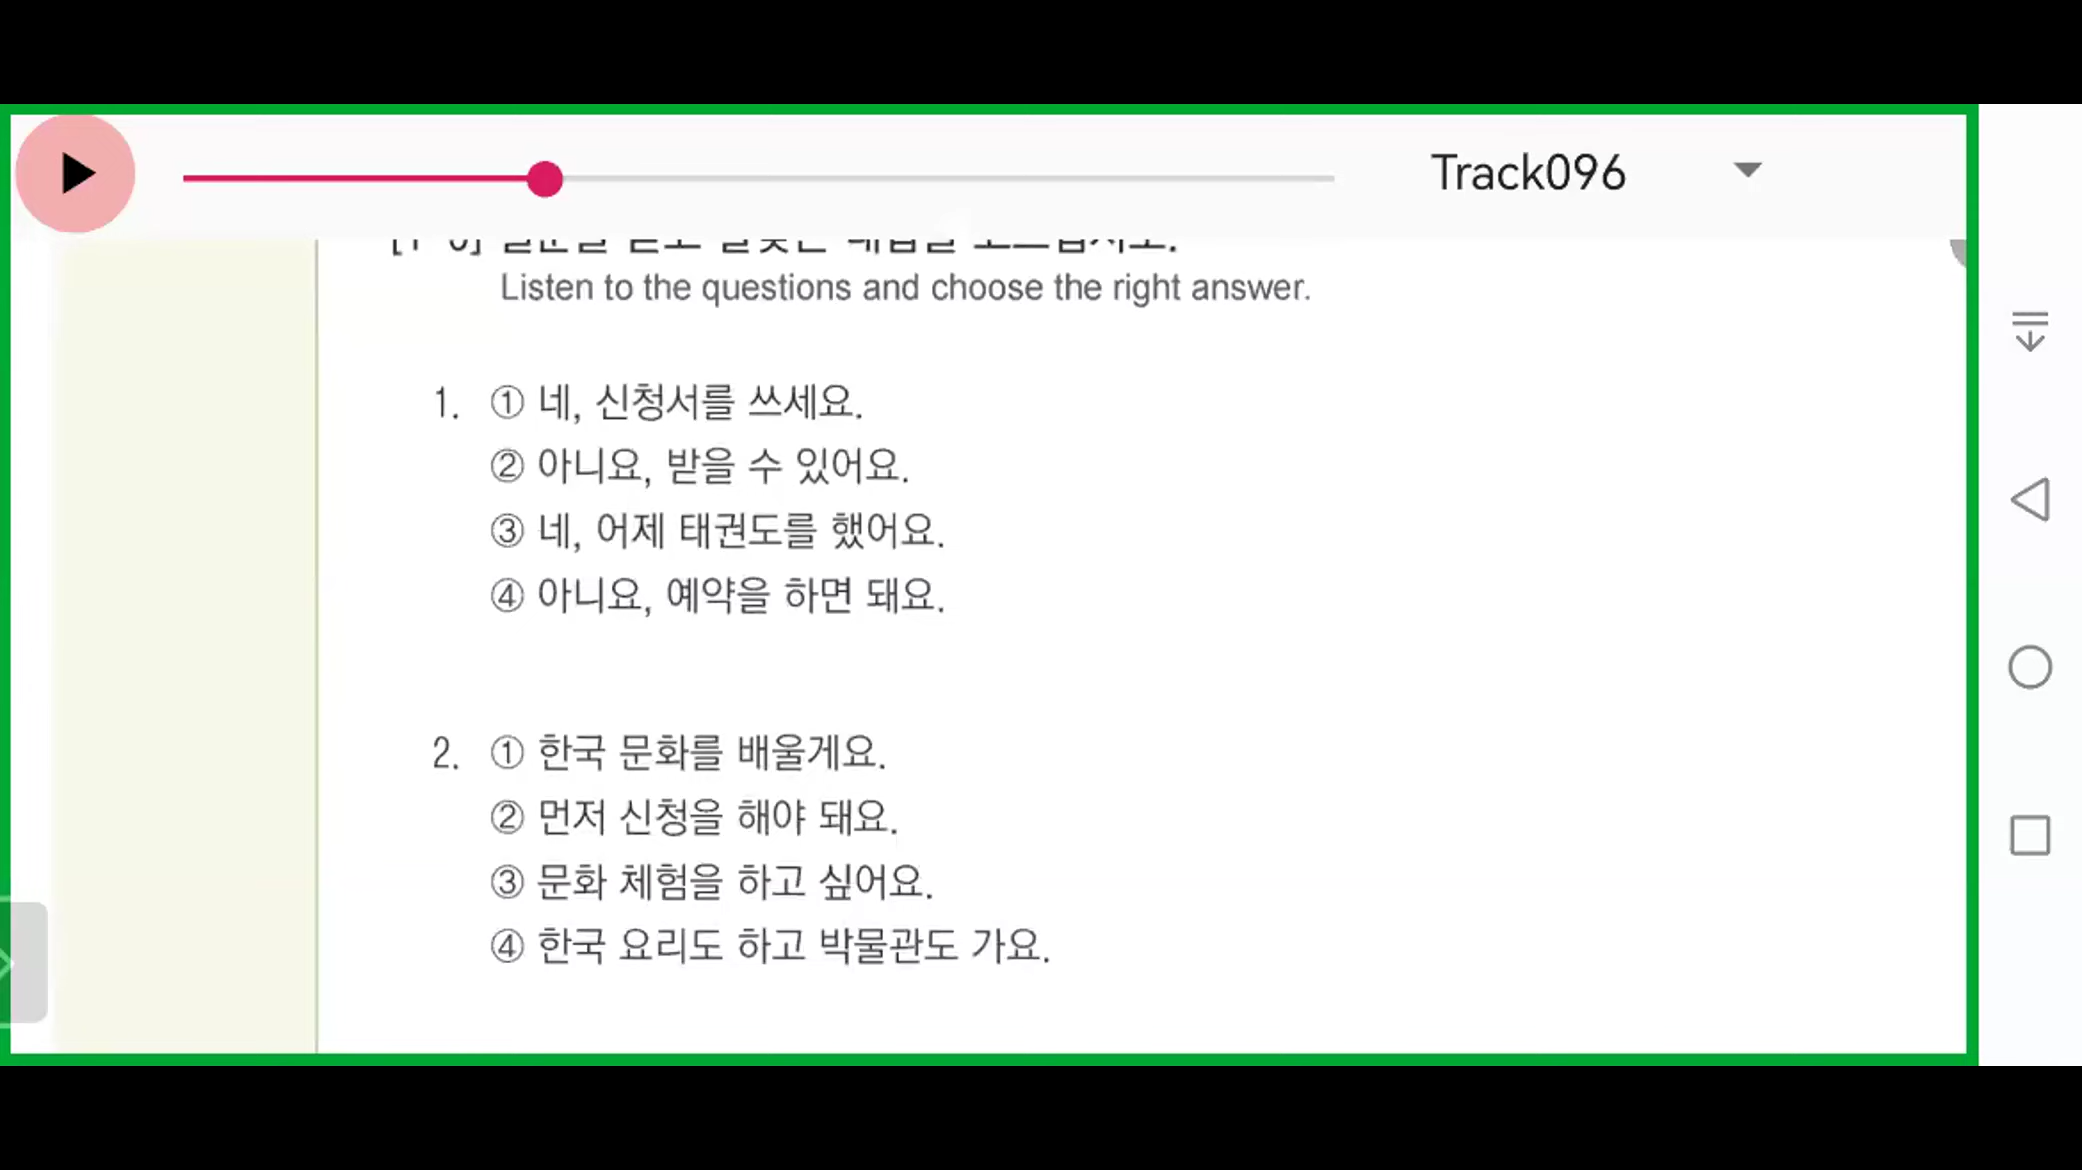 Track096
Listen to the questions and choose the right answer.
1. ① 네, 신청서를 쓰세요.
② 아니요, 받을 수 있어요.
③ 네, 어제 태권도를 했어요.
④ 아니요, 예약을 하면 돼요.
2. ① 한국 문화를 배울게요.
② 먼저 신청을 해야 돼요.
③ 문화 체험을 하고 싶어요.
④ 한국 요리도 하고 박물관도 가요.